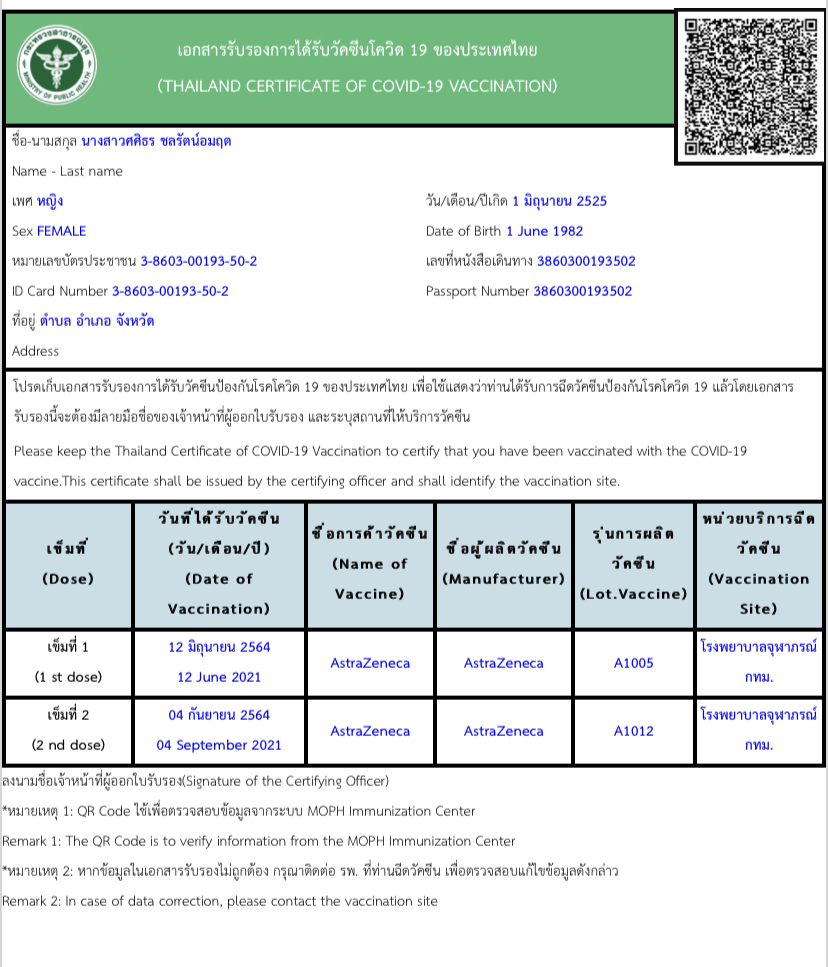 กระทรวงสาธารณสุข
MINISTRY OF PUBLIC HEALTH
เอกสารรับรองการได้รับวัคซีนโควิด 19 ของประเทศไทย
(THAILAND CERTIFICATE OF COVID-19 VACCINATION)
ชื่อ-นามสกุล นางสาวศศิธร ชลรัตน์อมฤต
Name - Last name
เพศ หญิง วัน/เดือน/ปีเกิด 1 มิถุนายน 2525
Sex FEMALE Date of Birth 1 June 1982
หมายเลขบัตรประชาชน 3-8603-00193-50-2 เลขที่หนังสือเดินทาง 3860300193502
ID Card Number 3-8603-00193-50-2 Passport Number 3860300193502
ที่อยู่ ตำบล อำเภอ จังหวัด
Address
โปรดเก็บเอกสารรับรองการได้รับวัคซีนป้องกันโรคโควิด 19 ของประเทศไทย เพื่อใช้แสดงว่าท่านได้รับการฉีดวัคซีนป้องกันโรคโควิด 19 แล้วโดยเอกสาร
รับรองนี้จะต้องมีลายมือชื่อของเจ้าหน้าที่ผู้ออกใบรับรอง และระบุสถานที่ให้บริการวัคซีน
Please keep the Thailand Certificate of COVID-19 Vaccination to certify that you have been vaccinated with the COVID-19
vaccine.This certificate shall be issued by the certifying officer and shall identify the vaccination site.
เข็มที่
(Dose)
วันที่ได้รับวัคซีน
(วัน/เดือน/ปี)
(Date of
Vaccination)
ชื่อการค้าวัคซีน
(Name of
Vaccine)
ชื่อผู้ผลิตวัคซีน
(Manufacturer)
รุ่นการผลิต
วัคซีน
(Lot.Vaccine)
หน่วยบริการฉีด
วัคซีน
(Vaccination
Site)
เข็มที่ 1
(1 st dose)
12 มิถุนายน 2564
12 June 2021
AstraZeneca
AstraZeneca
A1005
โรงพยาบาลจุฬาภรณ์
กทม.
เข็มที่ 2
(2 nd dose)
04 กันยายน 2564
04 September 2021
AstraZeneca
AstraZeneca
A1012
โรงพยาบาลจุฬาภรณ์
กทม.
ลงนามชื่อเจ้าหน้าที่ผู้ออกใบรับรอง(Signature of the Certifying Officer)
*หมายเหตุ 1: QR Code ใช้เพื่อตรวจสอบข้อมูลจากระบบ MOPH Immunization Center
Remark 1: The QR Code is to verify information from the MOPH Immunization Center
*หมายเหตุ 2: หากข้อมูลในเอกสารรับรองไม่ถูกต้อง กรุณาติดต่อ รพ. ที่ท่านฉีดวัคซีน เพื่อตรวจสอบแก้ไขข้อมูลดังกล่าว
Remark 2: In case of data correction, please contact the vaccination site